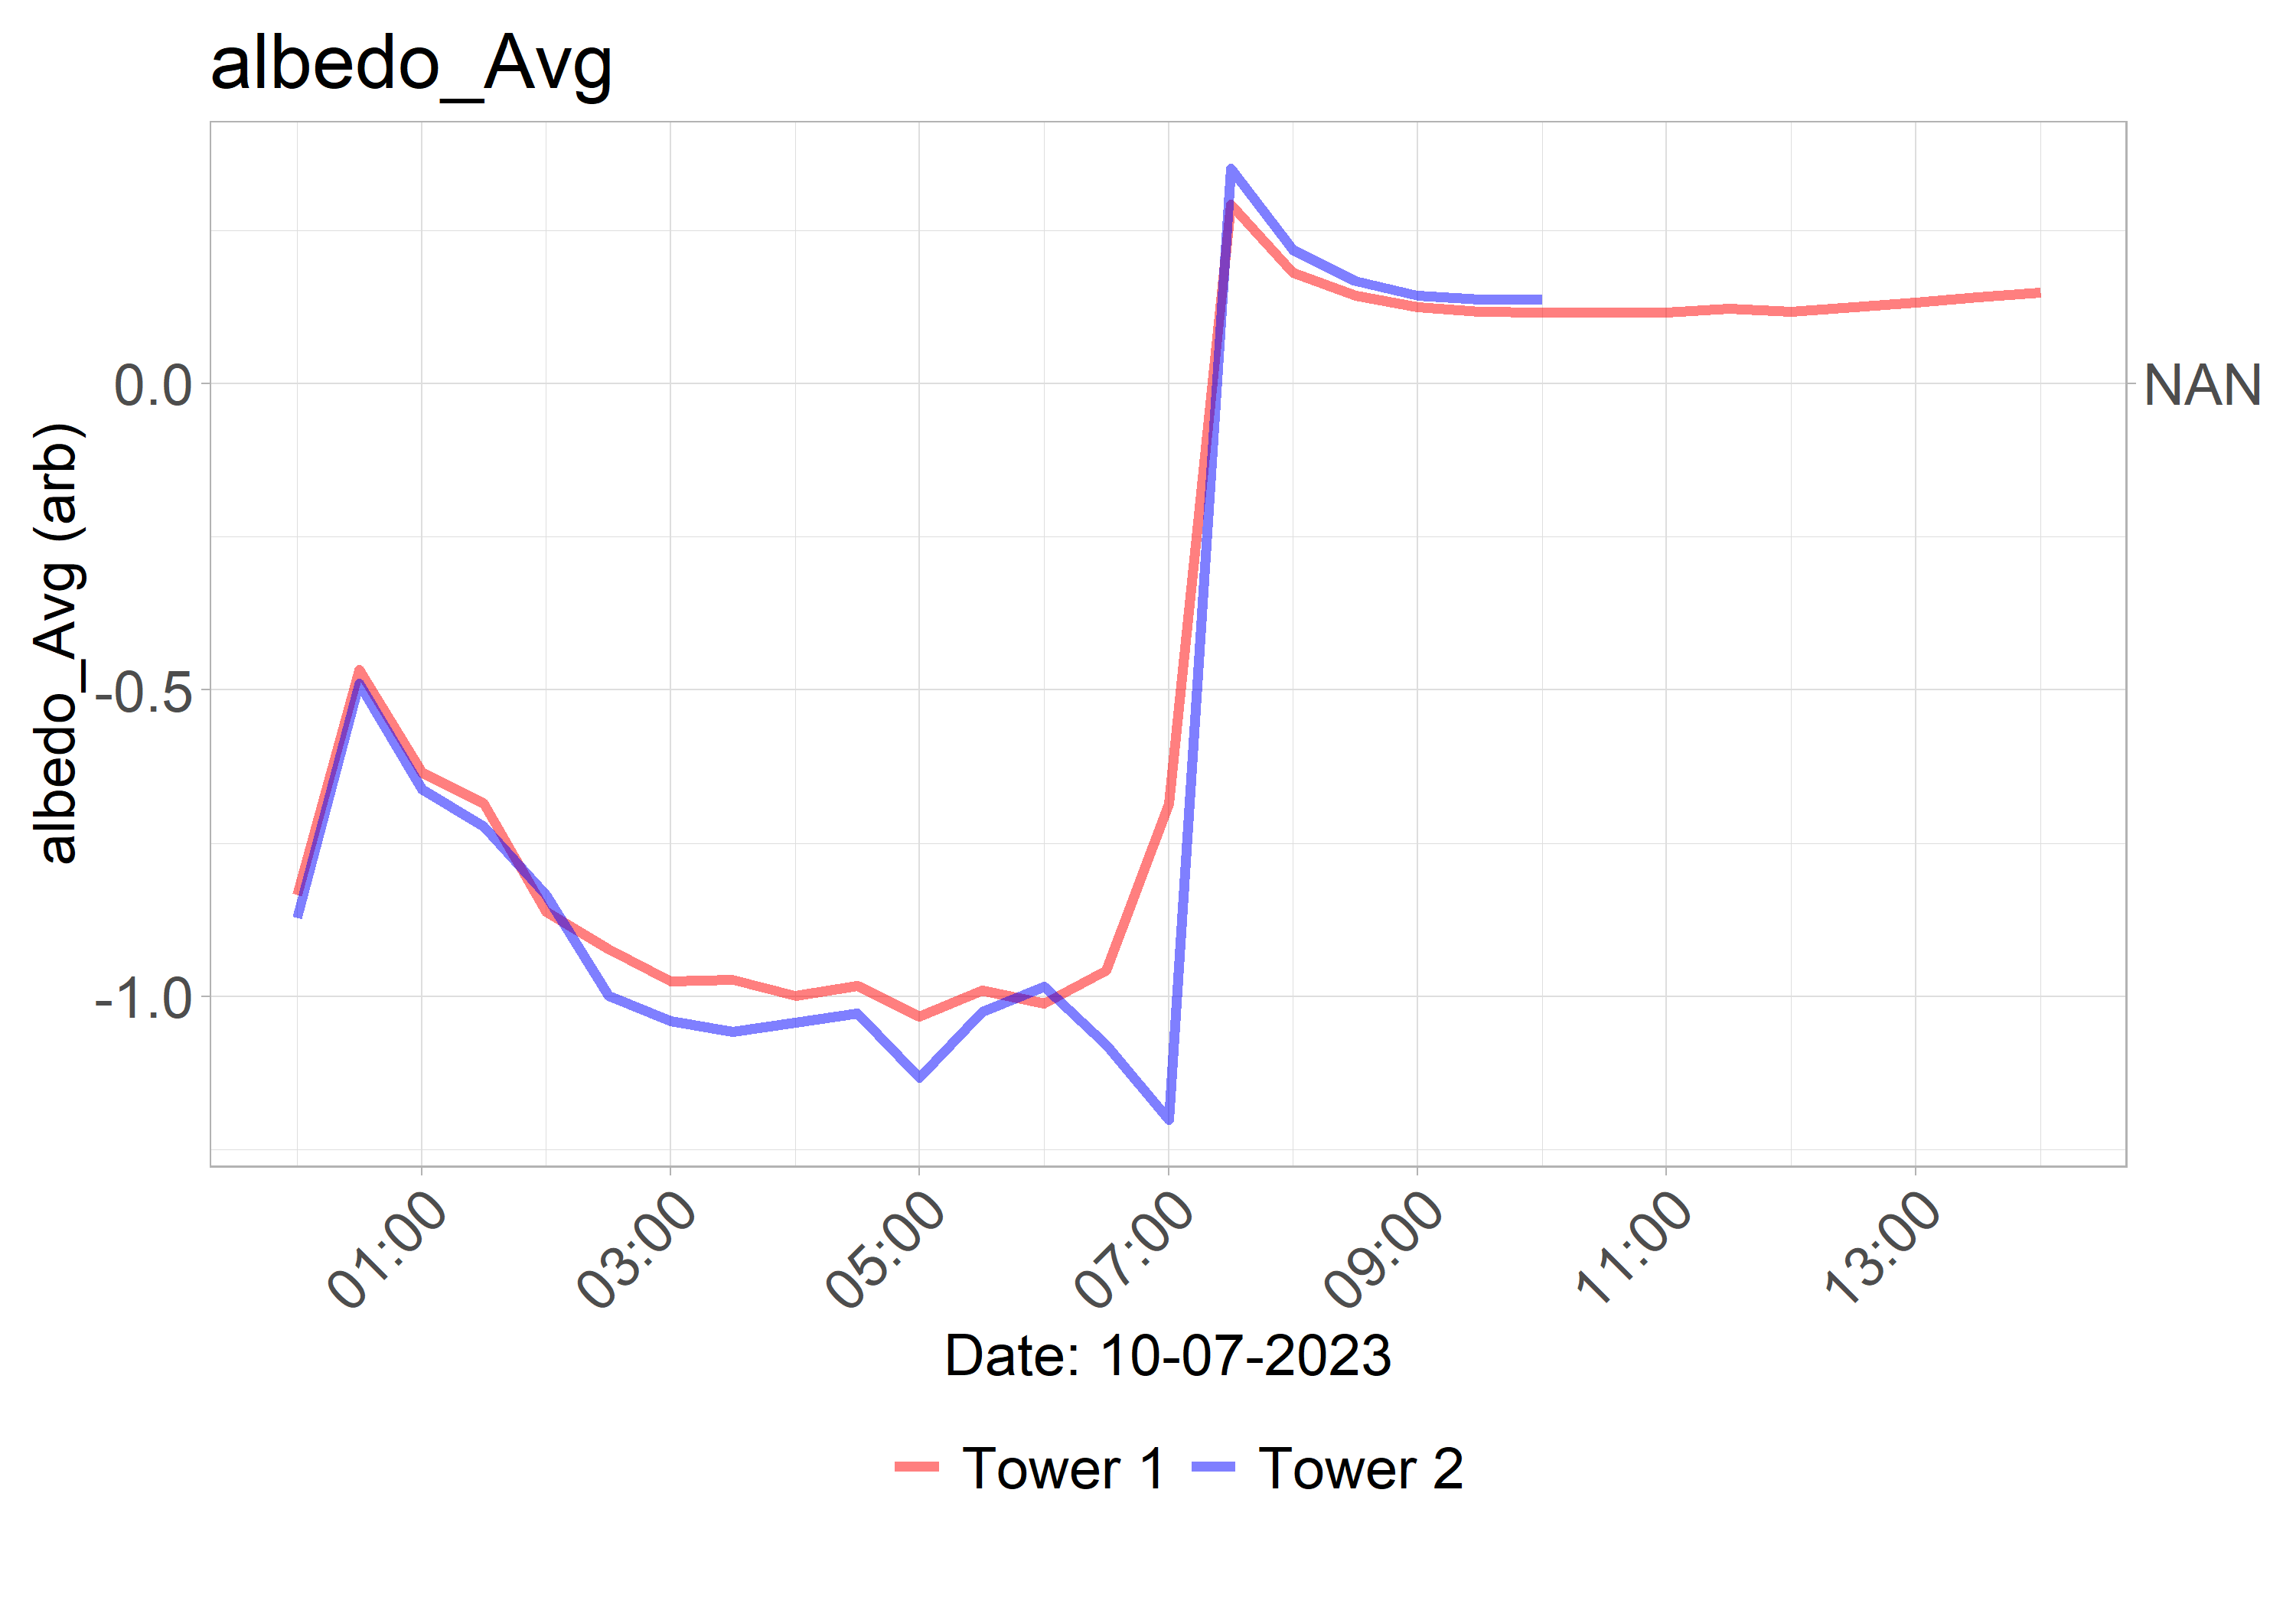 albedo_Avg
albedo_Avg (arb)
0.0
-0.5
-1.0
NAN
01:00
03:00
05:00
07:00
09:00
11:00
13:00
Date: 10-07-2023
Tower 1
Tower 2